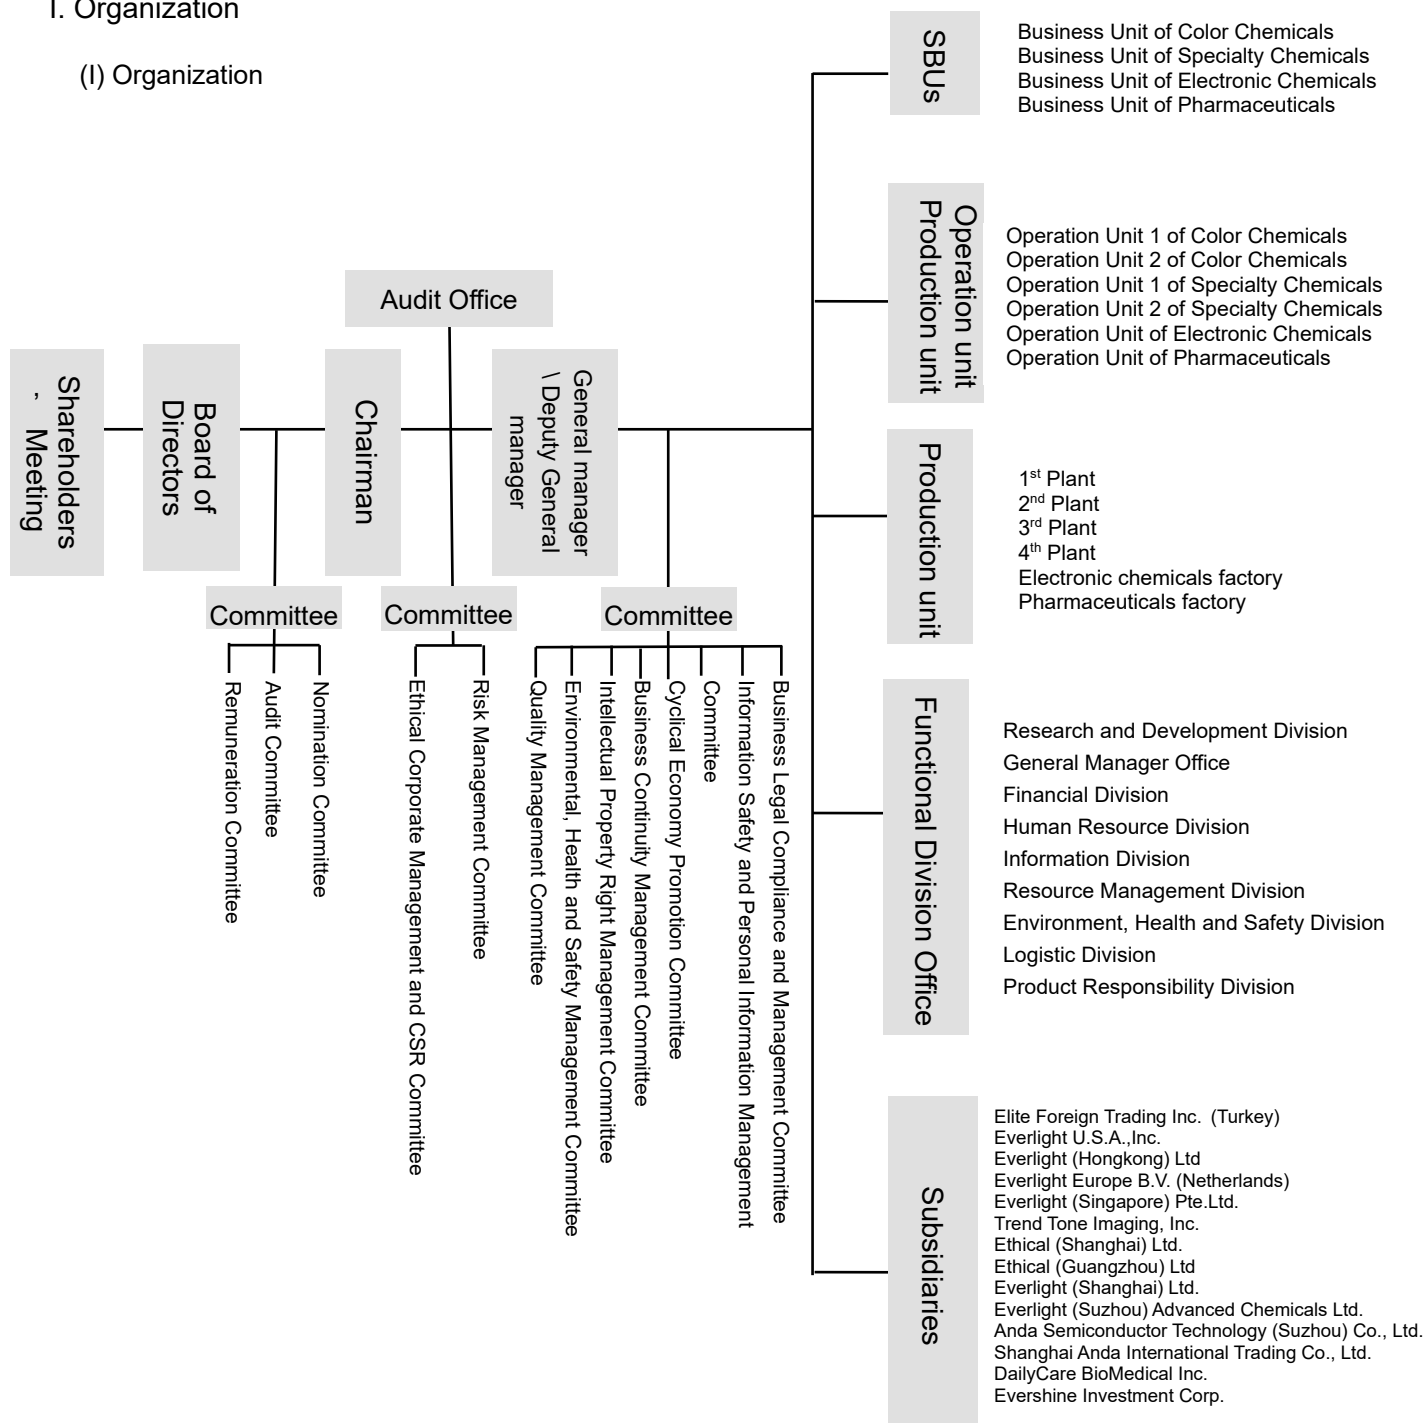 I. Organization
(I) Organization
Shareholders
, Meeting
Board of
Directors
Chairman
Audit Office
General manager
\ Deputy General
manager
Committee
Remuneration Committee
Audit Committee
Nomination Committee
Committee
Ethical Corporate Management and CSR Committee
Risk Management Committee
Committee
Quality Management Committee
Environmental, Health and Safety Management Committee
Intellectual Property Right Management Committee
Business Continuity Management Committee
Cyclical Economy Promotion Committee
Committee
Information Safety and Personal Information Management
Business Legal Compliance and Management Committee
SBUs
Business Unit of Color Chemicals
Business Unit of Specialty Chemicals
Business Unit of Electronic Chemicals
Business Unit of Pharmaceuticals
Operation unit
Production unit
Operation Unit 1 of Color Chemicals
Operation Unit 2 of Color Chemicals
Operation Unit 1 of Specialty Chemicals
Operation Unit 2 of Specialty Chemicals
Operation Unit of Electronic Chemicals
Operation Unit of Pharmaceuticals
Production unit
1st Plant
2nd Plant
3rd Plant
4th Plant
Electronic chemicals factory
Pharmaceuticals factory
Functional Division Office
Research and Development Division
General Manager Office
Financial Division
Human Resource Division
Information Division
Resource Management Division
Environment, Health and Safety Division
Logistic Division
Product Responsibility Division
Subsidiaries
Elite Foreign Trading Inc. (Turkey)
Everlight U.S.A.,Inc.
Everlight (Hongkong) Ltd
Everlight Europe B.V. (Netherlands)
Everlight (Singapore) Pte.Ltd.
Trend Tone Imaging, Inc.
Ethical (Shanghai) Ltd.
Ethical (Guangzhou) Ltd
Everlight (Shanghai) Ltd.
Everlight (Suzhou) Advanced Chemicals Ltd.
Anda Semiconductor Technology (Suzhou) Co., Ltd.
Shanghai Anda International Trading Co., Ltd.
DailyCare BioMedical Inc.
Evershine Investment Corp.